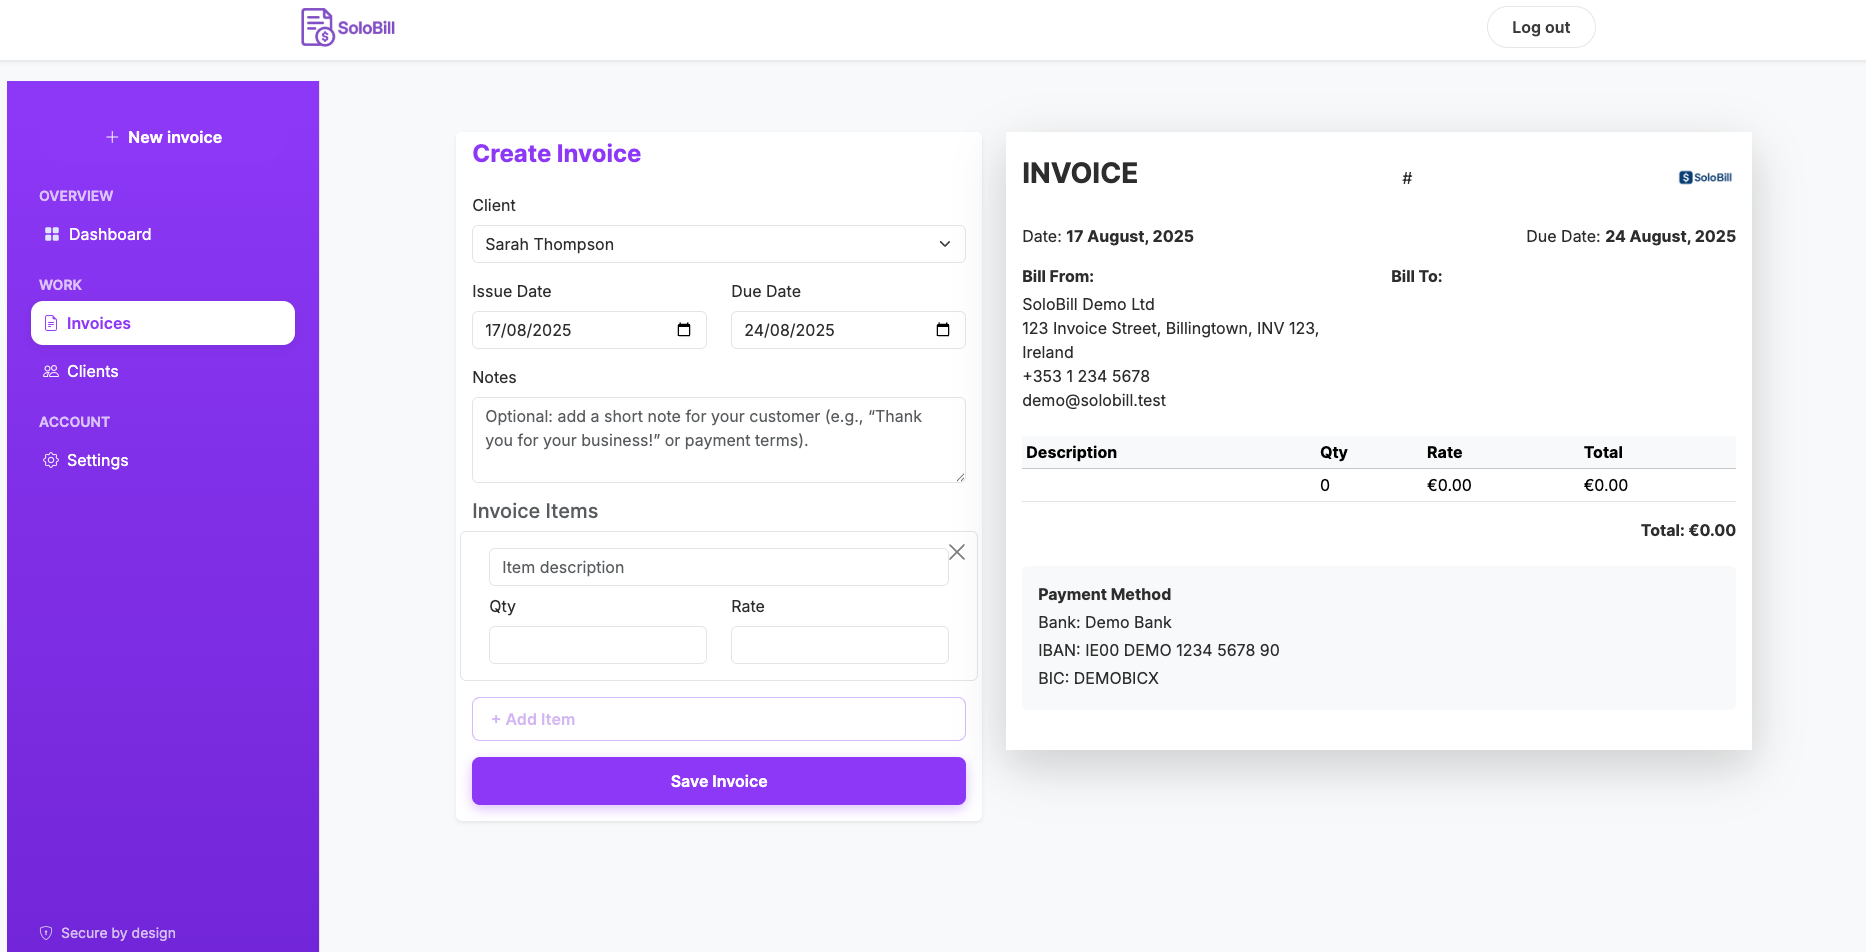 SoloBill
Log out
New invoice
OVERVIEW
Dashboard
WORK
Invoices
Clients
ACCOUNT
Settings
Secure by design
Create Invoice
Client
Sarah Thompson
Issue Date
Due Date
17/08/2025
24/08/2025
Notes
Optional: add a short note for your customer (e.g., “Thank
you for your business!” or payment terms).
Invoice Items
Item description
Qty
Rate
+ Add Item
Save Invoice
INVOICE
#
$ SoloBill
Date: 17 August, 2025
Due Date: 24 August, 2025
Bill From:
SoloBill Demo Ltd
123 Invoice Street, Billingtown, INV 123,
Ireland
+353 1 234 5678
demo@solobill.test
Bill To:
Description Qty Rate Total
0 €0.00 €0.00
Total: €0.00
Payment Method
Bank: Demo Bank
IBAN: IE00 DEMO 1234 5678 90
BIC: DEMOBICX